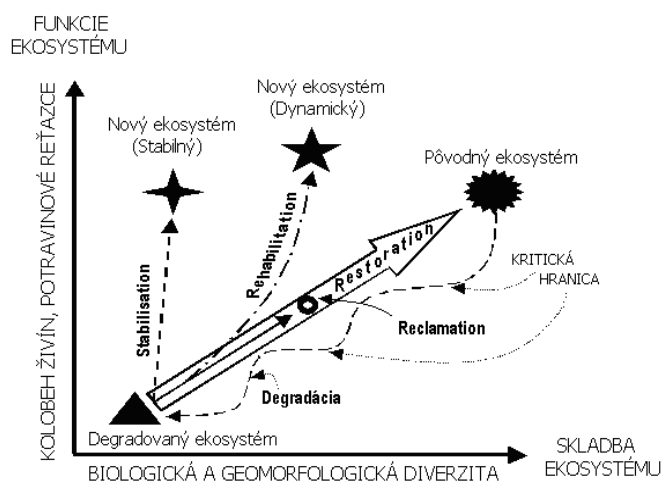 FUNKCIE
EKOSYSTÉMU
Nový ekosystém
(Dynamický)
Nový ekosystém
(Stabilný)
Pôvodný ekosystém
KOLOBEH ŽIVÍN, POTRAVINOVÉ REŤAZCE
Stabilisation
Rehabilitation
Restoration
KRITICKÁ
HRANICA
Reclamation
Degradácia
Degradovaný ekosystém
BIOLOGICKÁ A GEOMORFOLOGICKÁ DIVERZITA
SKLADBA
EKOSYSTÉMU